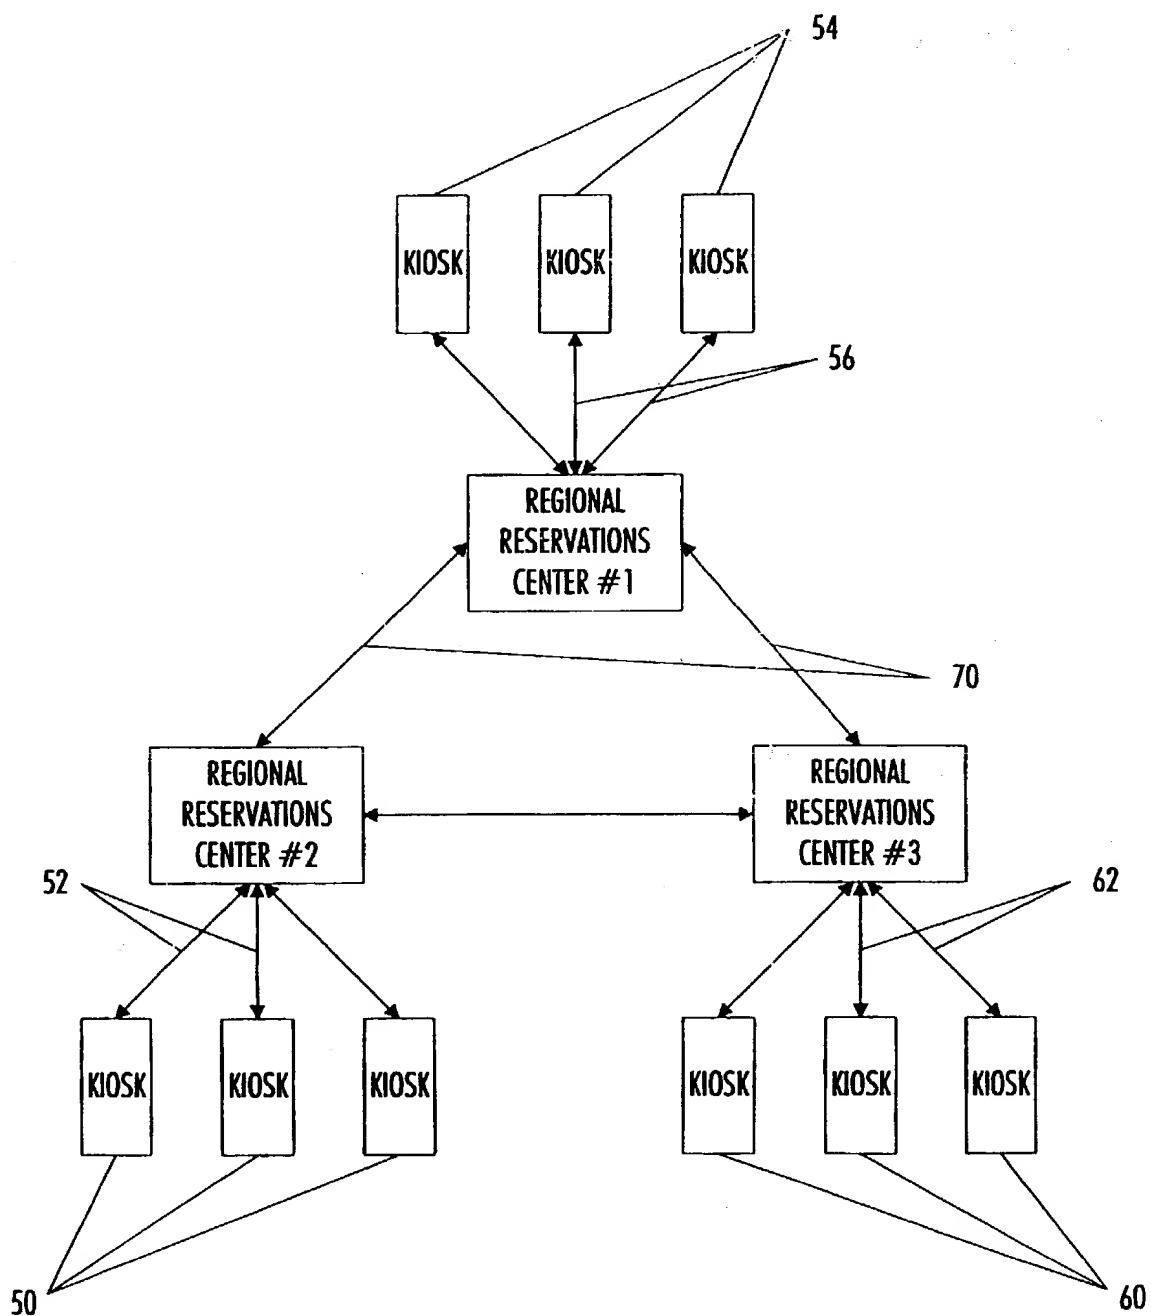 54
KIOSK
KIOSK
KIOSK
56
REGIONAL
RESERVATIONS
CENTER #1
70
REGIONAL
RESERVATIONS
CENTER #2
REGIONAL
RESERVATIONS
CENTER #3
52
62
KIOSK
KIOSK
KIOSK
KIOSK
KIOSK
KIOSK
50
60